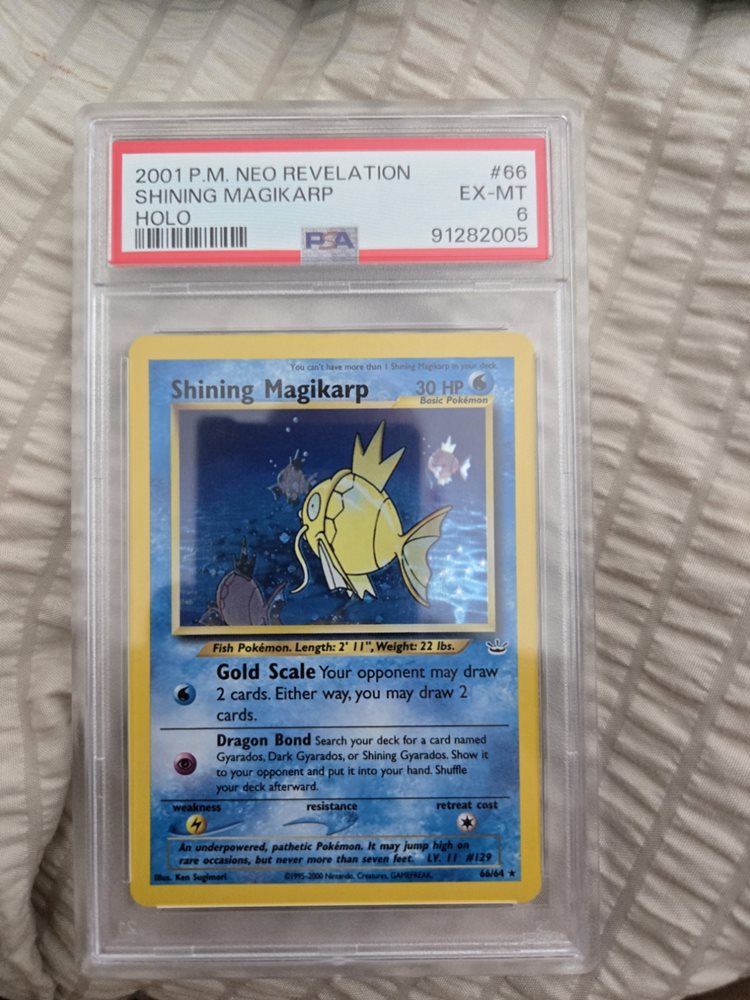 2001 P.M. NEO REVELATION #66
SHINING MAGIKARP EX-MT
HOLO 6
PSA 91282005
You can't have more than 1 Shining Magikarp in your deck.
Shining Magikarp 30 HP
Basic Pokémon
Fish Pokémon. Length: 2' 11", Weight: 22 lbs.
Gold Scale Your opponent may draw
2 cards. Either way, you may draw 2
cards.
Dragon Bond Search your deck for a card named
Gyarados, Dark Gyarados, or Shining Gyarados. Show it
to your opponent and put it into your hand. Shuffle
your deck afterward.
weakness resistance retreat cost
An underpowered, pathetic Pokémon. It may jump high on
rare occasions, but never more than seven feet. LV. 11 #129
Illus. Ken Sugimori ©1995-2000 Nintendo, Creatures, GAMEFREAK. 66/64 ★